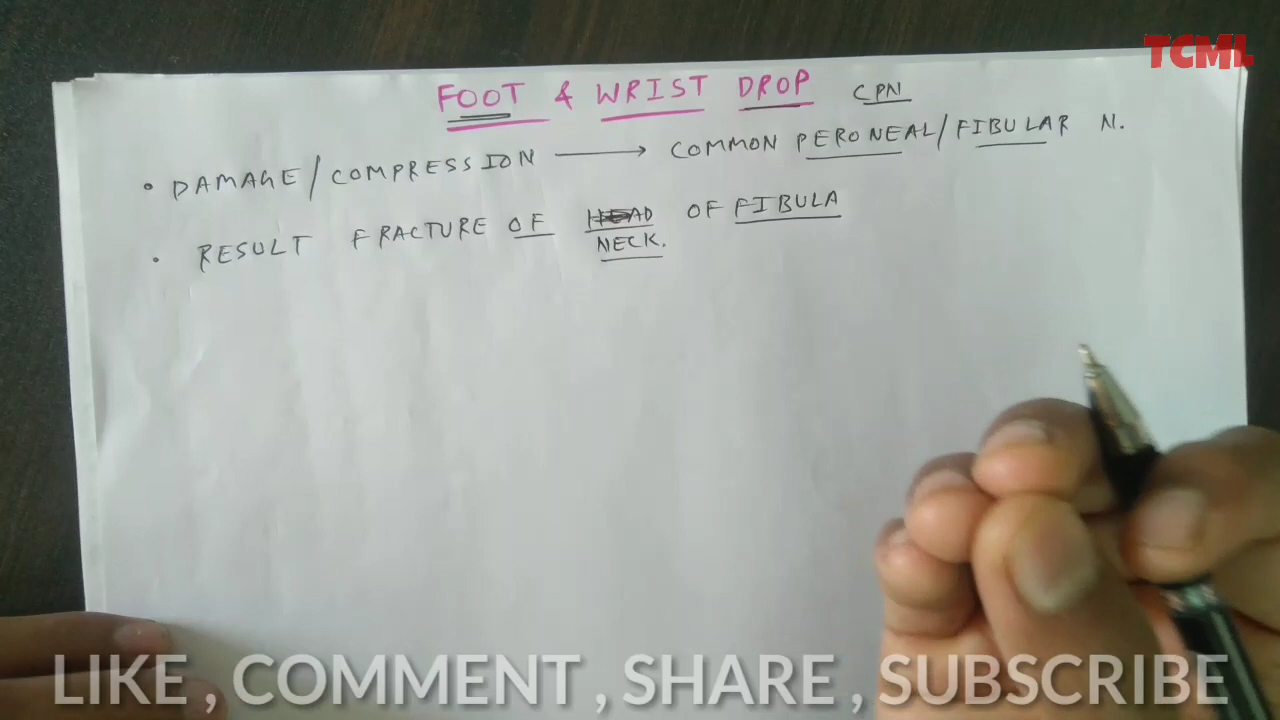 TCML
FOOT & WRIST DROP CPN
• DAMAGE/COMPRESSION ⟶ COMMON PERONEAL/FIBULAR N.
• RESULT FRACTURE OF HEAD OF FIBULA
NECK.
LIKE , COMMENT , SHARE , SUBSCRIBE